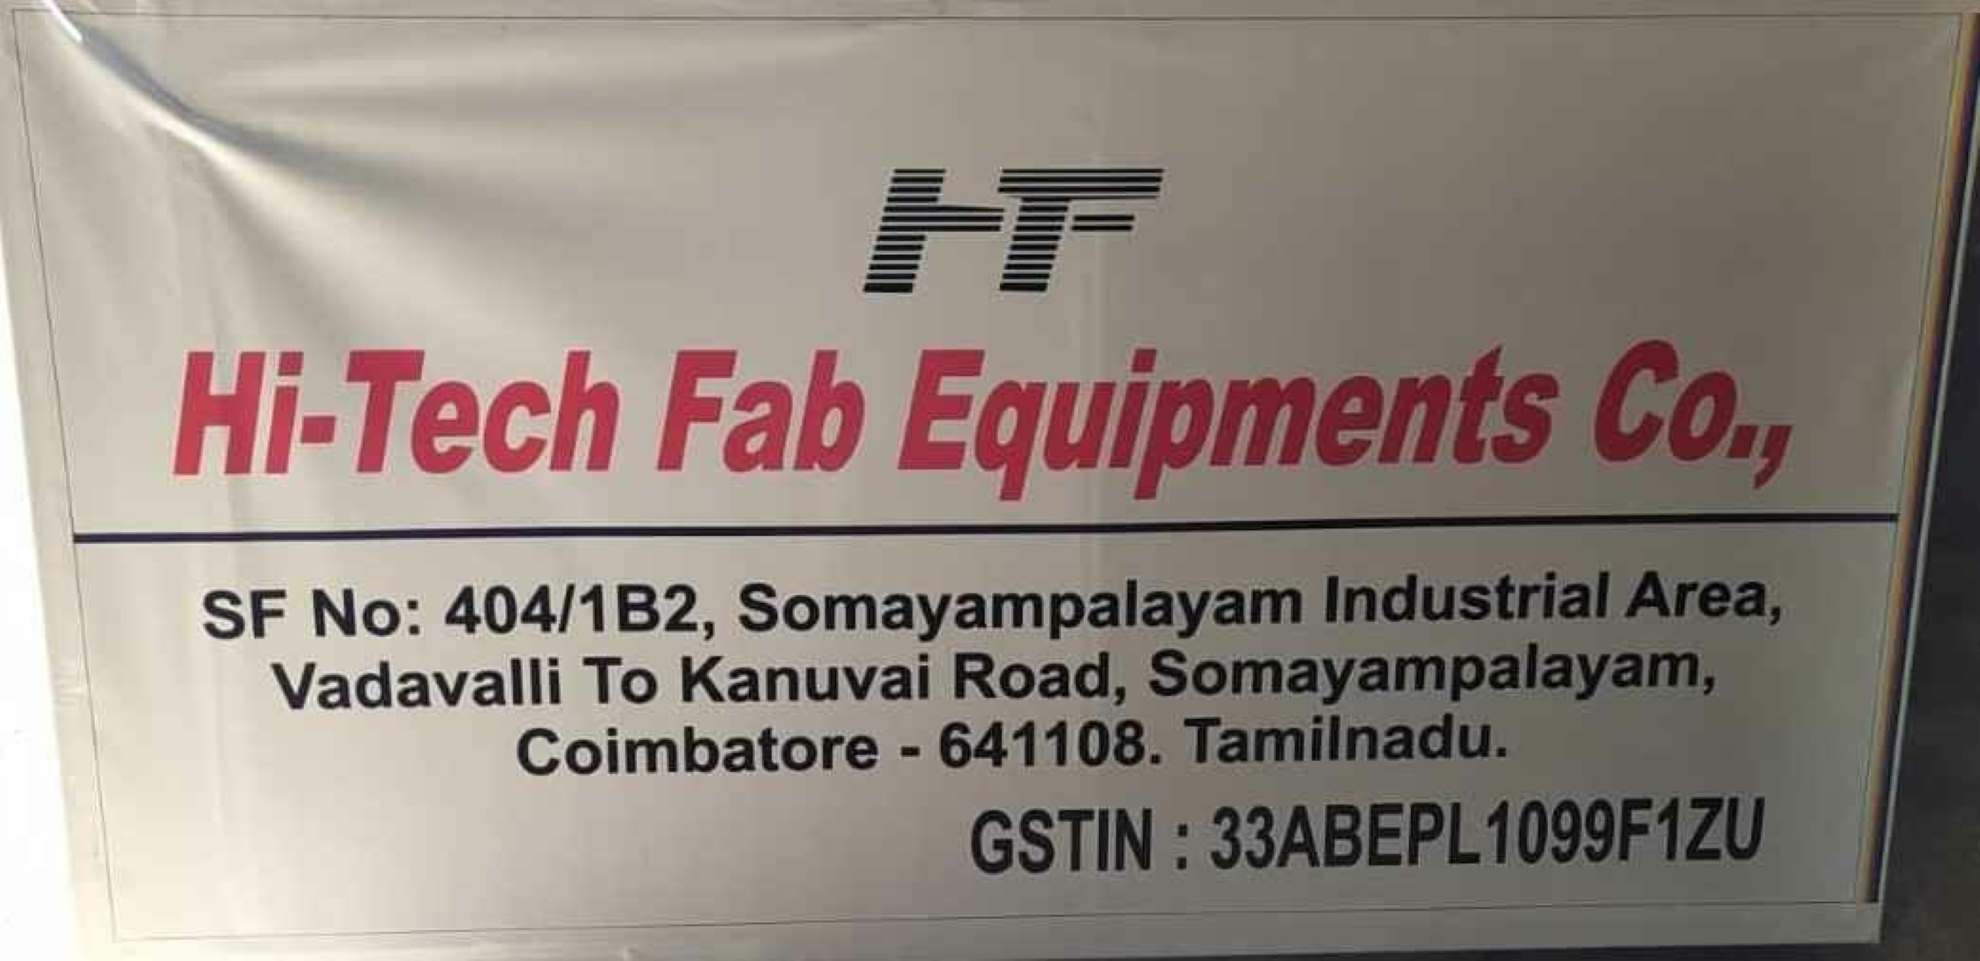 HF
Hi-Tech Fab Equipments Co.,
SF No: 404/1B2, Somayampalayam Industrial Area,
Vadavalli To Kanuvai Road, Somayampalayam,
Coimbatore - 641108. Tamilnadu.
GSTIN : 33ABEPL1099F1ZU